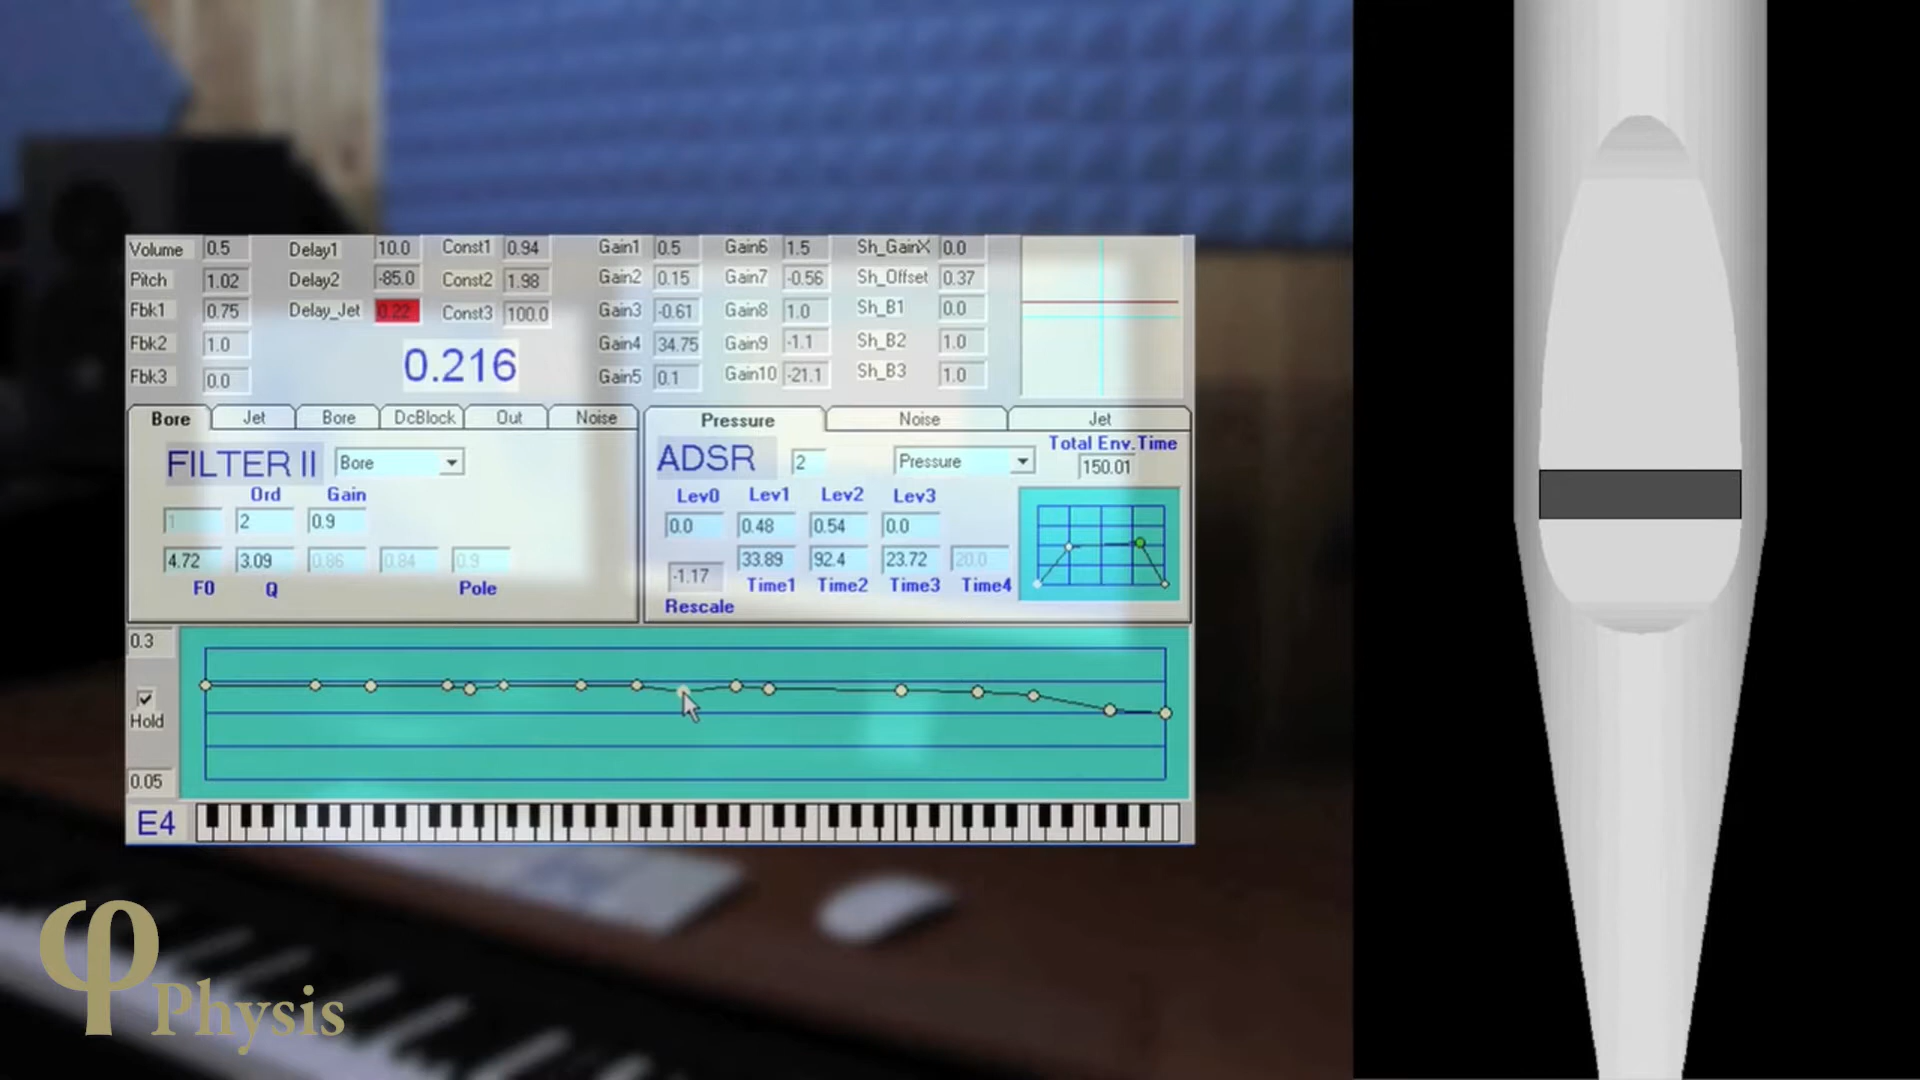 Volume 0.5 Delay1 10.0 Const1 0.94 Gain1 0.5 Gain6 1.5 Sh_GainX 0.0
Pitch 1.02 Delay2 -85.0 Const2 1.98 Gain2 0.15 Gain7 -0.56 Sh_Offset 0.37
Fbk1 0.75 Delay_Jet 0.22 Const3 100.0 Gain3 -0.61 Gain8 1.0 Sh_B1 0.0
Fbk2 1.0 Gain4 34.75 Gain9 -1.1 Sh_B2 1.0
Fbk3 0.0 0.216 Gain5 0.1 Gain10 -21.1 Sh_B3 1.0
Bore Jet Bore DcBlock Out Noise Pressure Noise Jet
FILTER II Bore
Ord Gain
1 2 0.9
4.72 3.09 0.86 0.84 0.9
F0 Q Pole
ADSR 2 Pressure Total Env.Time
150.01
Lev0 Lev1 Lev2 Lev3
0.0 0.48 0.54 0.0
33.89 92.4 23.72 20.0
-1.17 Time1 Time2 Time3 Time4
Rescale
0.3
Hold
0.05
E4
φ Physis